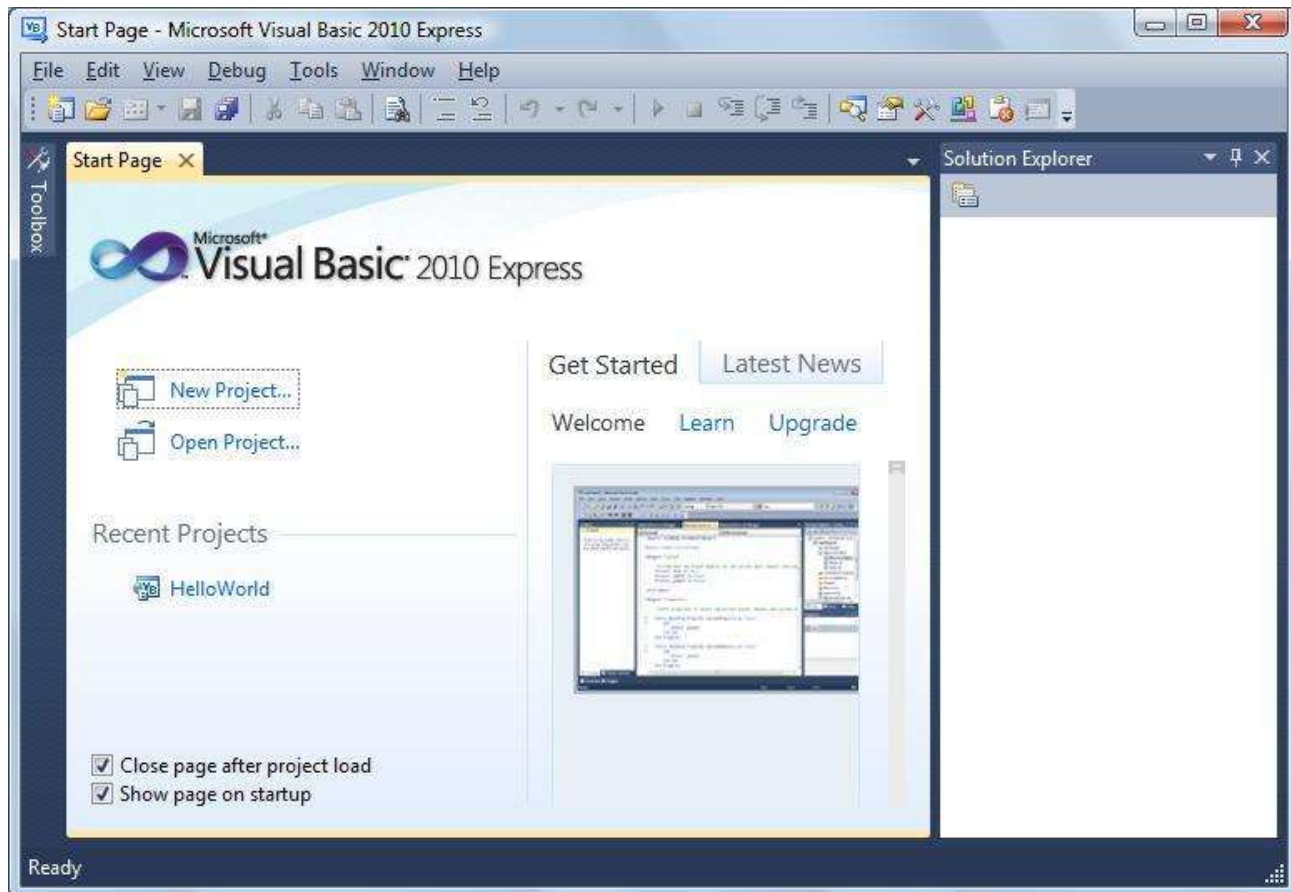 Start Page - Microsoft Visual Basic 2010 Express
File Edit View Debug Tools Window Help
Toolbox
Start Page
Solution Explorer
Microsoft®
Visual Basic® 2010 Express
New Project...
Open Project...
Recent Projects
HelloWorld
Close page after project load
Show page on startup
Get Started Latest News
Welcome Learn Upgrade
Ready